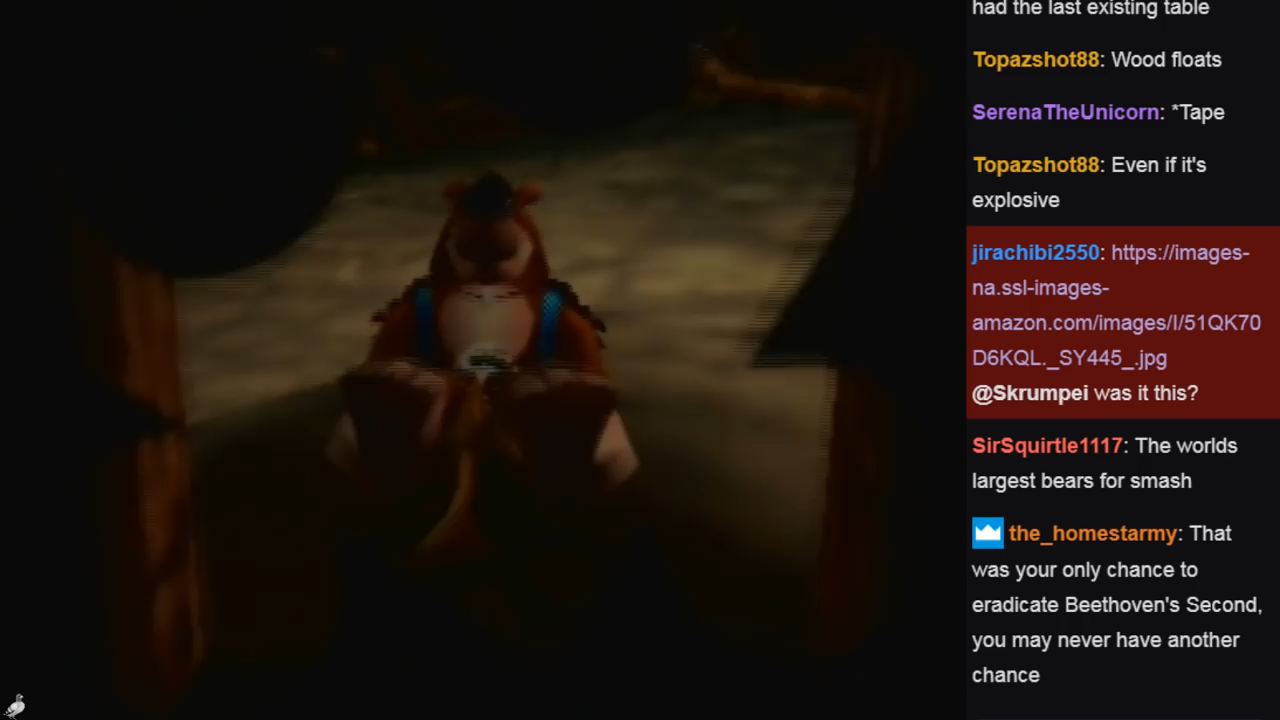 had the last existing table
Topazshot88: Wood floats
SerenaTheUnicorn: *Tape
Topazshot88: Even if it's
explosive
jirachibi2550: https://images-
na.ssl-images-
amazon.com/images/I/51QK70
D6KQL._SY445_.jpg
@Skrumpei was it this?
SirSquirtle1117: The worlds
largest bears for smash
the_homestarmy: That
was your only chance to
eradicate Beethoven's Second,
you may never have another
chance